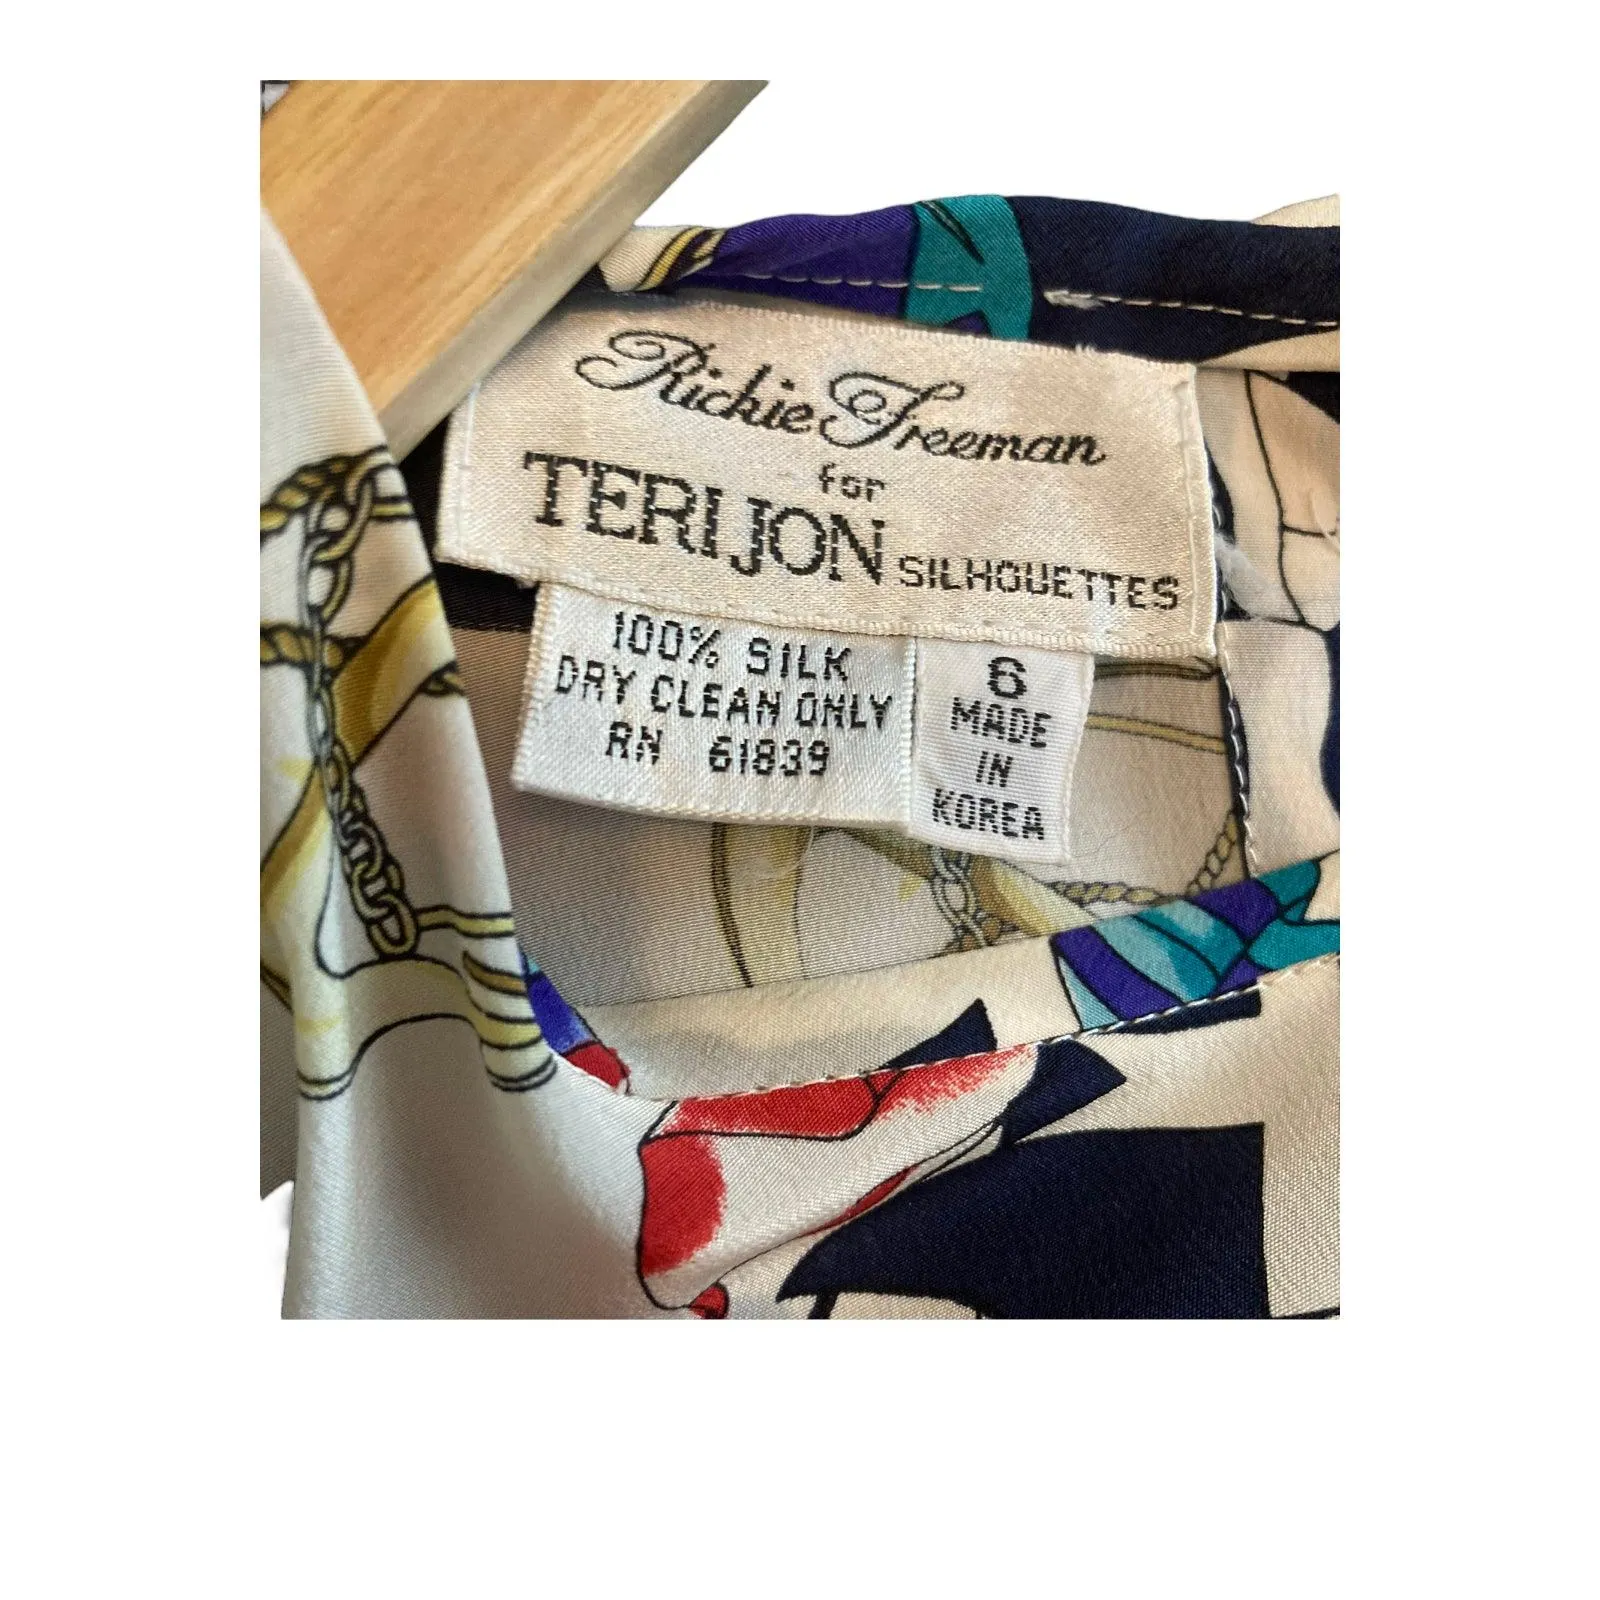 Rickie Freeman
for
TERI JON SILHOUETTES
100% SILK
DRY CLEAN ONLY
RN 61839
6
MADE
IN
KOREA